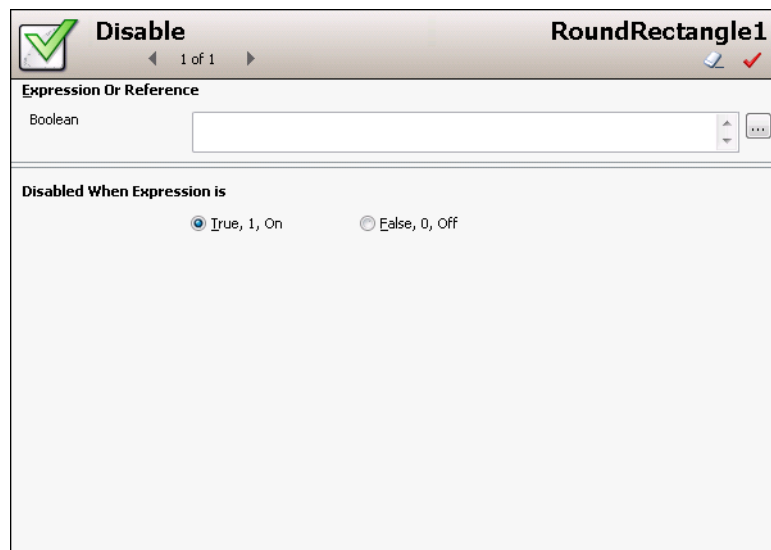 Disable
RoundRectangle1
1 of 1
Expression Or Reference
Boolean
...
Disabled When Expression is
True, 1, On
False, 0, Off